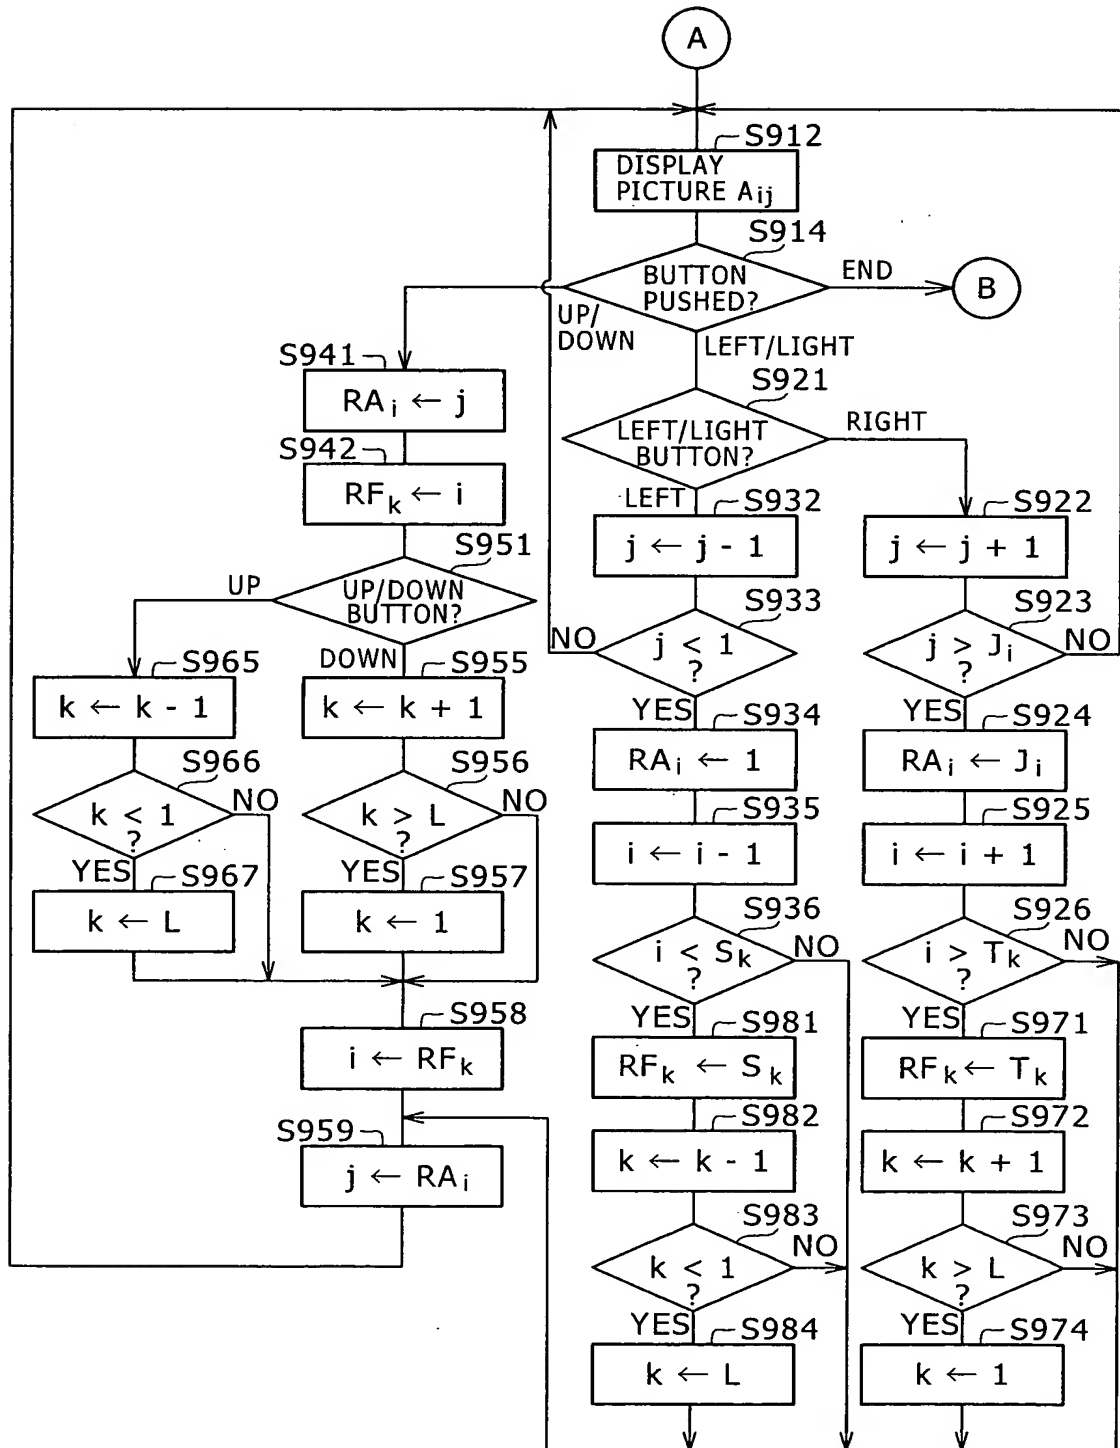 A
S912
DISPLAY
PICTURE Aij
S914
BUTTON
PUSHED?
END
B
UP/
DOWN
LEFT/LIGHT
S941
RAi ← j
S942
RFk ← i
S951
UP/DOWN
BUTTON?
UP
DOWN
S965
k ← k - 1
S966
k < 1
?
NO
YES
S967
k ← L
S955
k ← k + 1
S956
k > L
?
NO
YES
S957
k ← 1
S958
i ← RFk
S959
j ← RAi
S921
LEFT/LIGHT
BUTTON?
RIGHT
LEFT
S932
j ← j - 1
S933
j < 1
?
NO
YES
S934
RAi ← 1
S935
i ← i - 1
S936
i < Sk
?
NO
YES
S981
RFk ← Sk
S982
k ← k - 1
S983
k < 1
?
NO
YES
S984
k ← L
S922
j ← j + 1
S923
j > Ji
?
NO
YES
S924
RAi ← Ji
S925
i ← i + 1
S926
i > Tk
?
NO
YES
S971
RFk ← Tk
S972
k ← k + 1
S973
k > L
?
NO
YES
S974
k ← 1